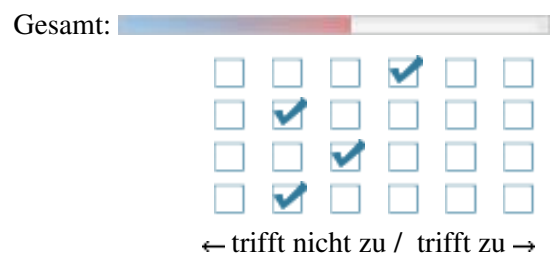 Gesamt:
← trifft nicht zu / trifft zu →